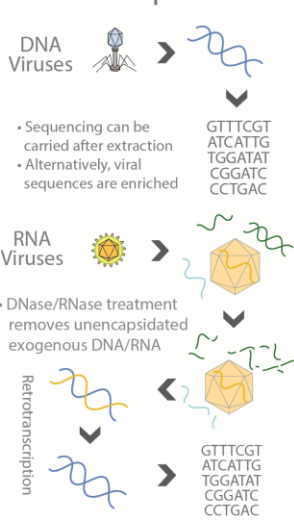 DNA
Viruses
• Sequencing can be
carried after extraction
• Alternatively, viral
sequences are enriched
GTTTCGT
ATCATTG
TGGATAT
CGGATC
CCTGAC
RNA
Viruses
• DNase/RNase treatment
removes unencapsidated
exogenous DNA/RNA
Retrotranscription
GTTTCGT
ATCATTG
TGGATAT
CGGATC
CCTGAC